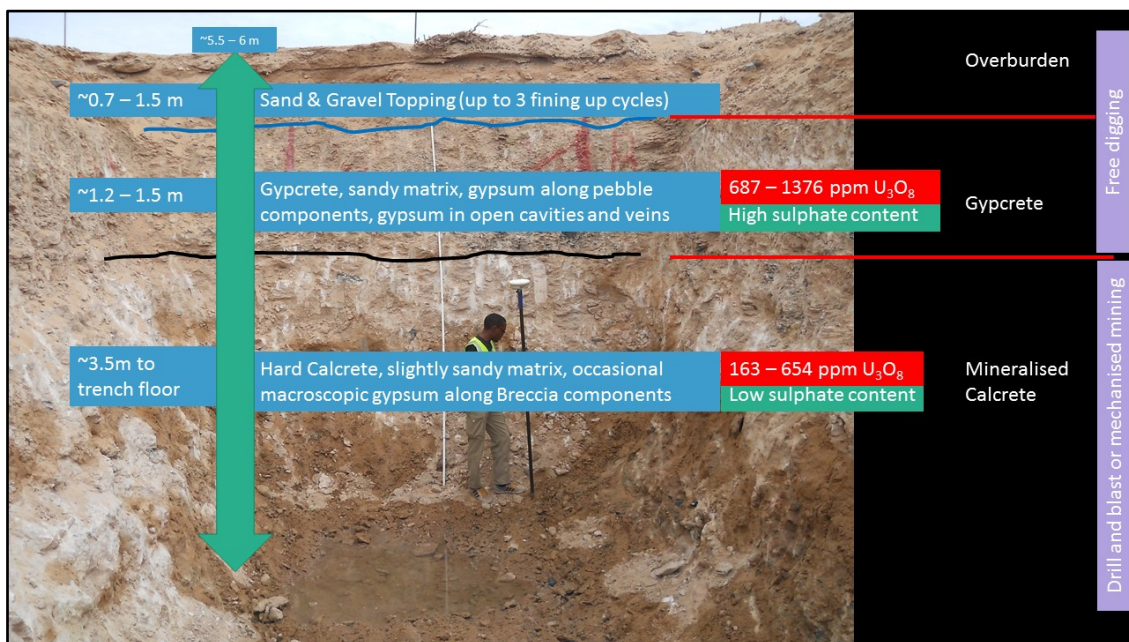 ~5.5 – 6 m
Overburden
~0.7 – 1.5 m
Sand & Gravel Topping (up to 3 fining up cycles)
Free digging
~1.2 – 1.5 m
Gypcrete, sandy matrix, gypsum along pebble
components, gypsum in open cavities and veins
687 – 1376 ppm U₃O₈
High sulphate content
Gypcrete
~3.5m to
trench floor
Hard Calcrete, slightly sandy matrix, occasional
macroscopic gypsum along Breccia components
163 – 654 ppm U₃O₈
Low sulphate content
Mineralised
Calcrete
Drill and blast or mechanised mining